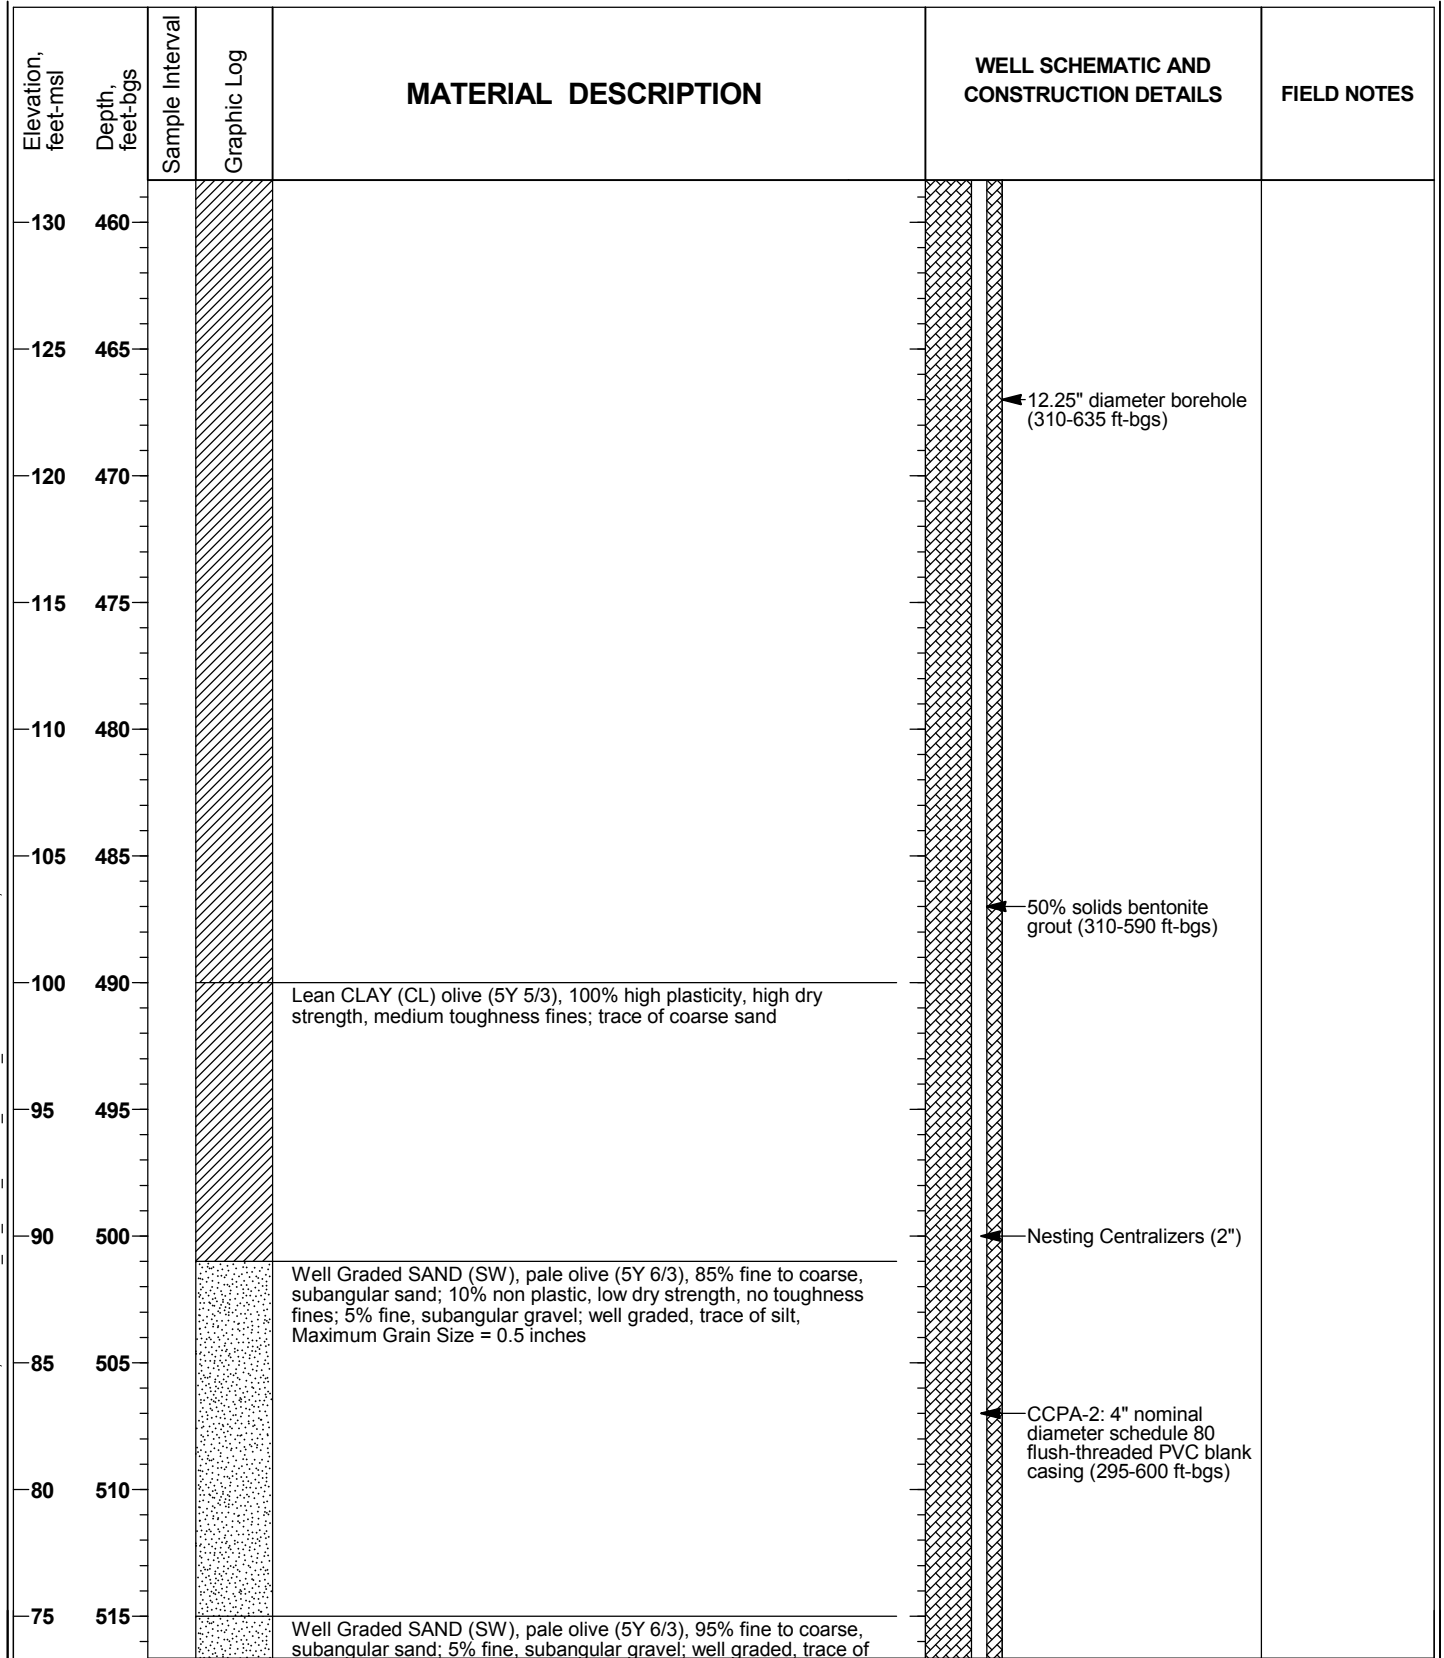 Elevation,
feet-msl
Depth,
feet-bgs
Sample Interval
Graphic Log
MATERIAL DESCRIPTION
WELL SCHEMATIC AND
CONSTRUCTION DETAILS
FIELD NOTES
130 460
125 465
12.25" diameter borehole
(310-635 ft-bgs)
120 470
115 475
110 480
105 485
50% solids bentonite
grout (310-590 ft-bgs)
100 490
Lean CLAY (CL) olive (5Y 5/3), 100% high plasticity, high dry
strength, medium toughness fines; trace of coarse sand
95 495
90 500
Nesting Centralizers (2")
Well Graded SAND (SW), pale olive (5Y 6/3), 85% fine to coarse,
subangular sand; 10% non plastic, low dry strength, no toughness
fines; 5% fine, subangular gravel; well graded, trace of silt,
Maximum Grain Size = 0.5 inches
85 505
CCPA-2: 4" nominal
diameter schedule 80
flush-threaded PVC blank
casing (295-600 ft-bgs)
80 510
75 515
Well Graded SAND (SW), pale olive (5Y 6/3), 95% fine to coarse,
subangular sand; 5% fine, subangular gravel; well graded, trace of